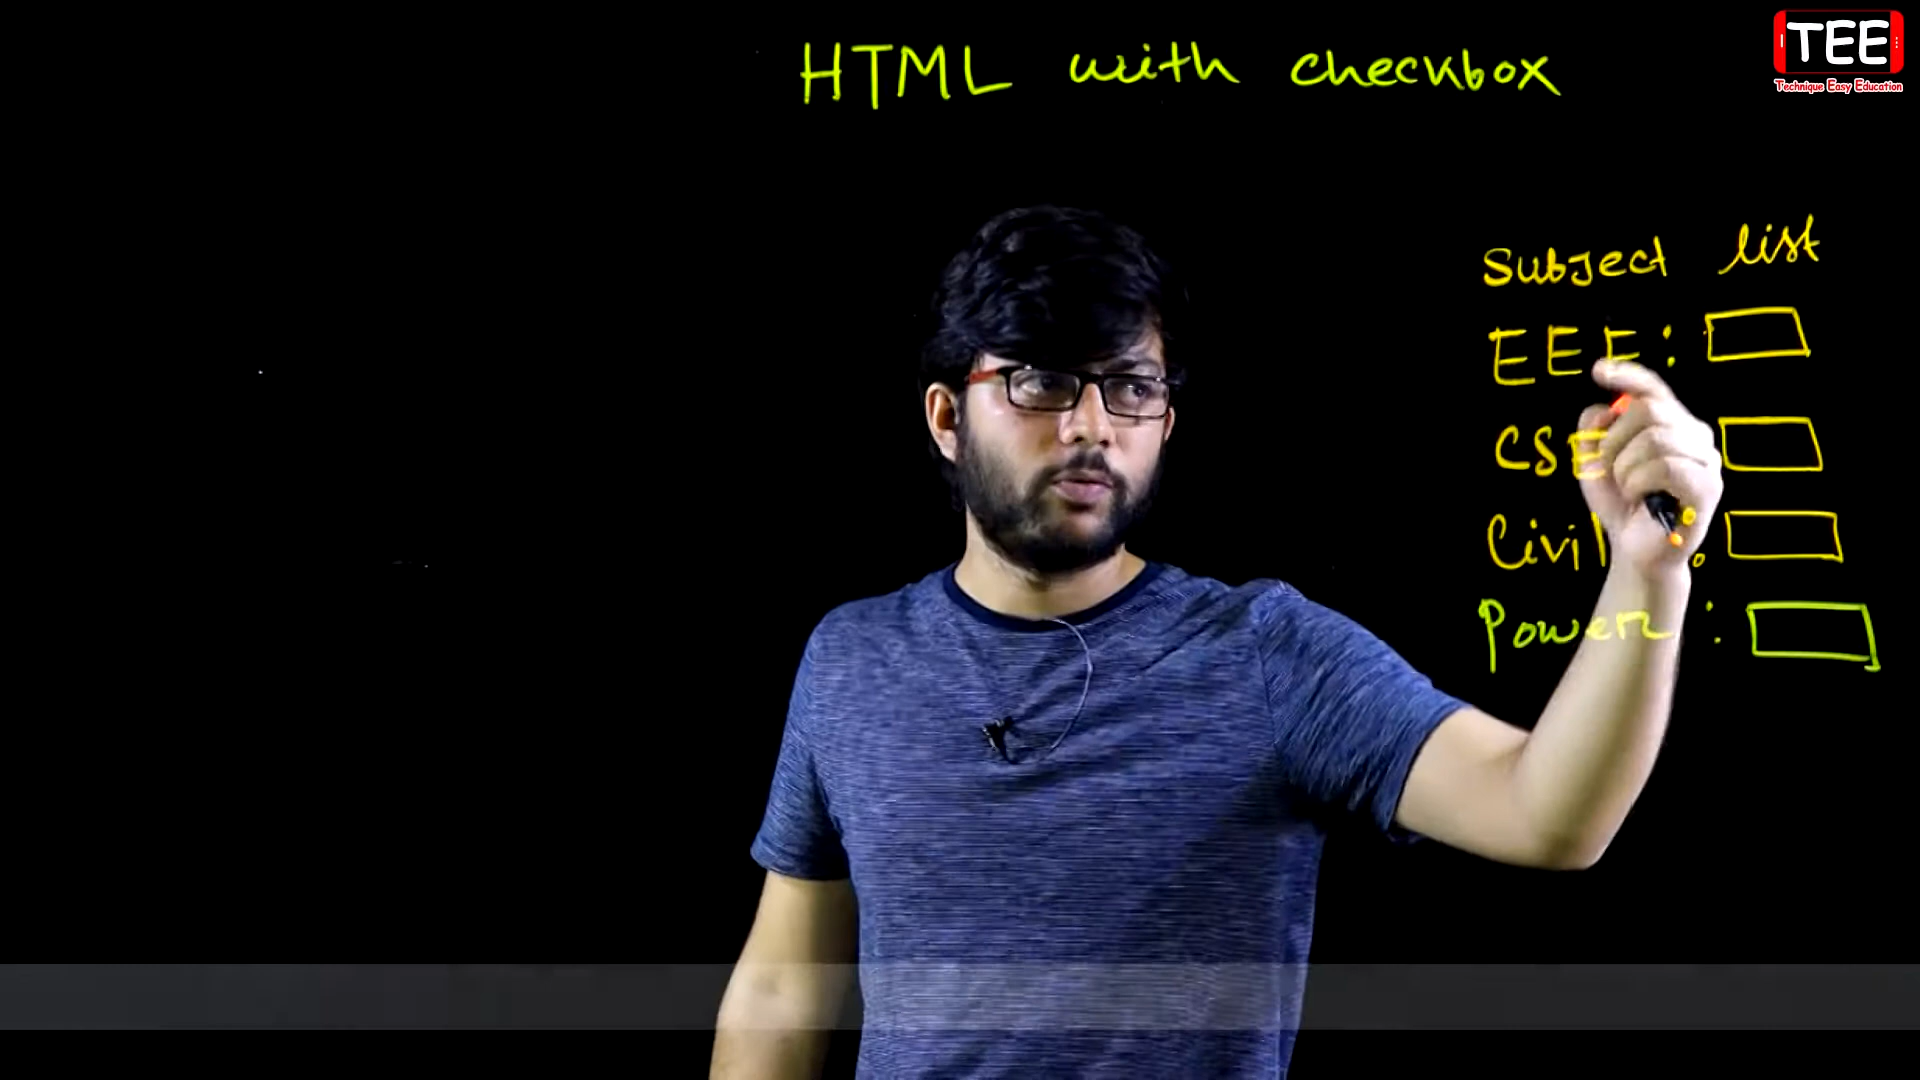 HTML with checkbox
TEE
Technique Easy Education
Subject list
EEE:
CSE
Civil :
Power :